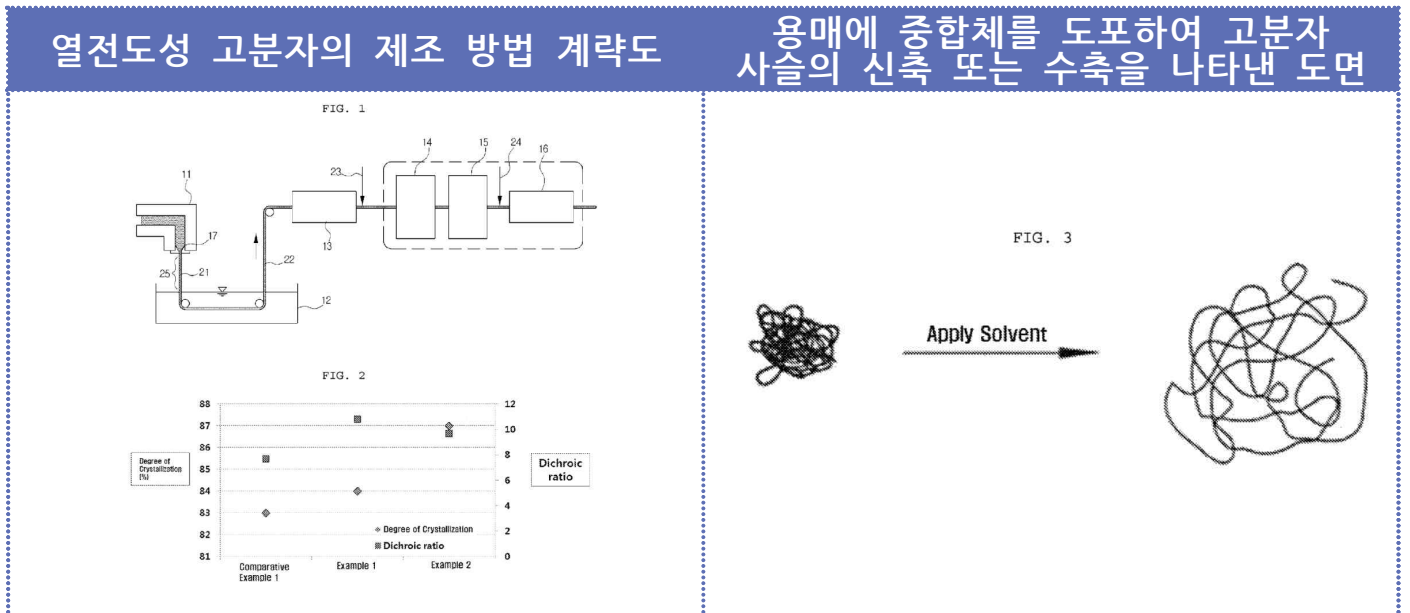 열전도성 고분자의 제조 방법 계략도
용매에 중합체를 도포하여 고분자
사슬의 신축 또는 수축을 나타낸 도면
FIG. 1
11
17
25
21
12
22
13
23
14
15
24
16
FIG. 2
88
87
86
85
84
83
82
81
Degree of
Crystallization
(%)
12
10
8
6
4
2
0
Dichroic
ratio
Degree of Crystallization
Dichroic ratio
Comparative
Example 1
Example 1
Example 2
FIG. 3
Apply Solvent